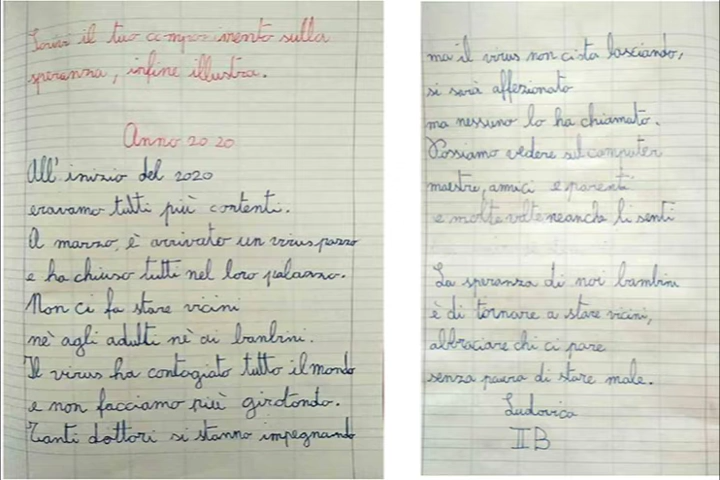 Scrivi il tuo componimento sulla
speranza, infine illustra.
Anno 2020
All'inizio del 2020
eravamo tutti più contenti.
A marzo, è arrivato un virus pazzo
e ha chiuso tutti nel loro palazzo.
Non ci fa stare vicini
nè agli adulti nè ai banbini.
Il virus ha contagiato tutto il mondo
e non facciamo più girotondo.
Tanti dottori si stanno impegnando
ma il virus non ci sta lasciando,
si sarà affezionato
ma nessuno lo ha chiamato.
Possiamo vedere sul computer
maestre, amici e parenti
e molte volte neanche li senti
La speranza di noi bambini
è di tornare a stare vicini,
abbraciare chi ci pare
senza paura di stare male.
Ludovica
II B